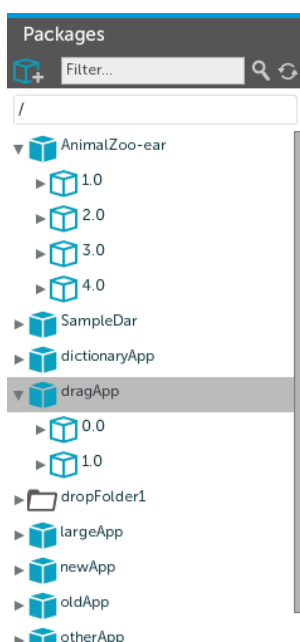 Packages
Filter...
/
AnimalZoo-ear
1.0
2.0
3.0
4.0
SampleDar
dictionaryApp
dragApp
0.0
1.0
dropFolder1
largeApp
newApp
oldApp
otherApp